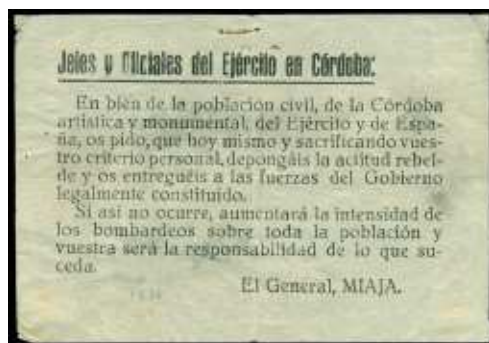 Jefes y Oficiales del Ejército en Córdoba:
En bien de la población civil, de la Córdoba
artística y monumental, del Ejército y de Espa-
ña, os pido, que hoy mismo y sacrificando vues-
tro criterio personal, depongáis la actitud rebel-
de y os entreguéis a las fuerzas del Gobierno
legalmente constituído.
Si así no ocurre, aumentará la intensidad de
los bombardeos sobre toda la población y
vuestra será la responsabilidad de lo que su-
ceda.
El General, MIAJA.